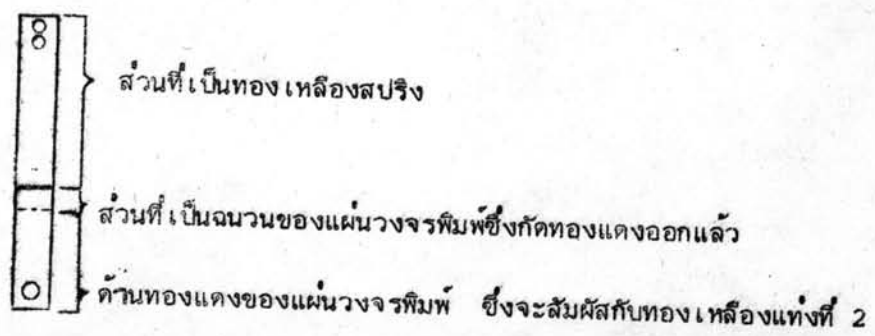 ส่วนที่เป็นทองเหลืองสปริง
ส่วนที่เป็นฉนวนของแผ่นวงจรพิมพ์ซึ่งกัดทองแดงออกแล้ว
ด้านทองแดงของแผ่นวงจรพิมพ์ ซึ่งจะสัมผัสกับทองเหลืองแท่งที่ 2